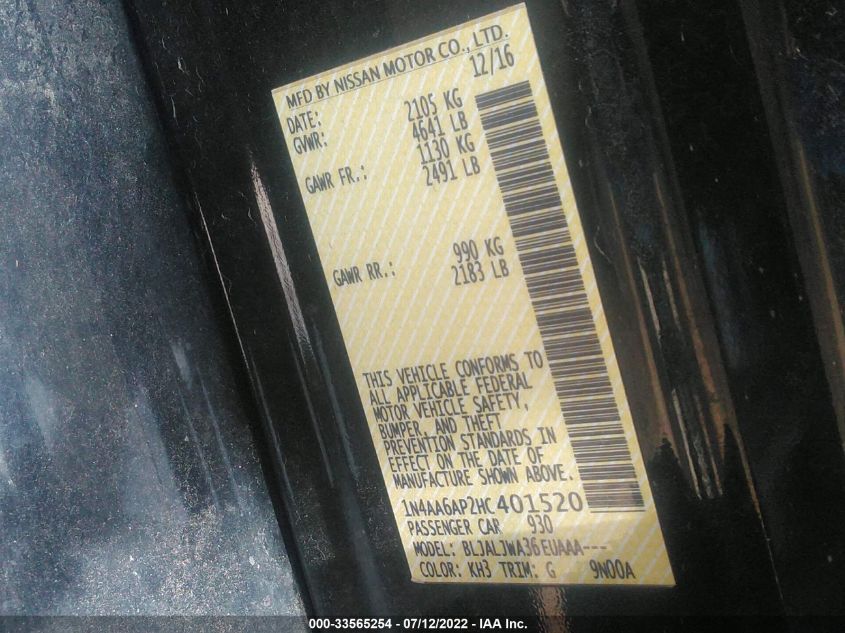 MFD BY NISSAN MOTOR CO., LTD.
DATE: 12/16
GVWR: 2105 KG
4641 LB
GAWR FR.: 1130 KG
2491 LB
GAWR RR.: 990 KG
2183 LB
THIS VEHICLE CONFORMS TO
ALL APPLICABLE FEDERAL
MOTOR VEHICLE SAFETY,
BUMPER, AND THEFT
PREVENTION STANDARDS IN
EFFECT ON THE DATE OF
MANUFACTURE SHOWN ABOVE.
1N4AA6AP2HC401520
PASSENGER CAR 930
MODEL: BLJALJWA36EUAAA---
COLOR: KH3 TRIM: G 9N00A
000-33565254 - 07/12/2022 - IAA Inc.